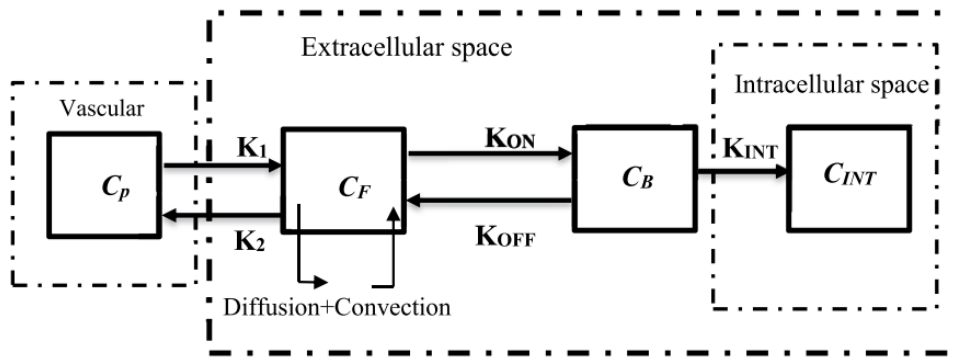 Extracellular space
Vascular
Intracellular space
K1
KON
KINT
Cp
CF
CB
CINT
K2
KOFF
Diffusion+Convection